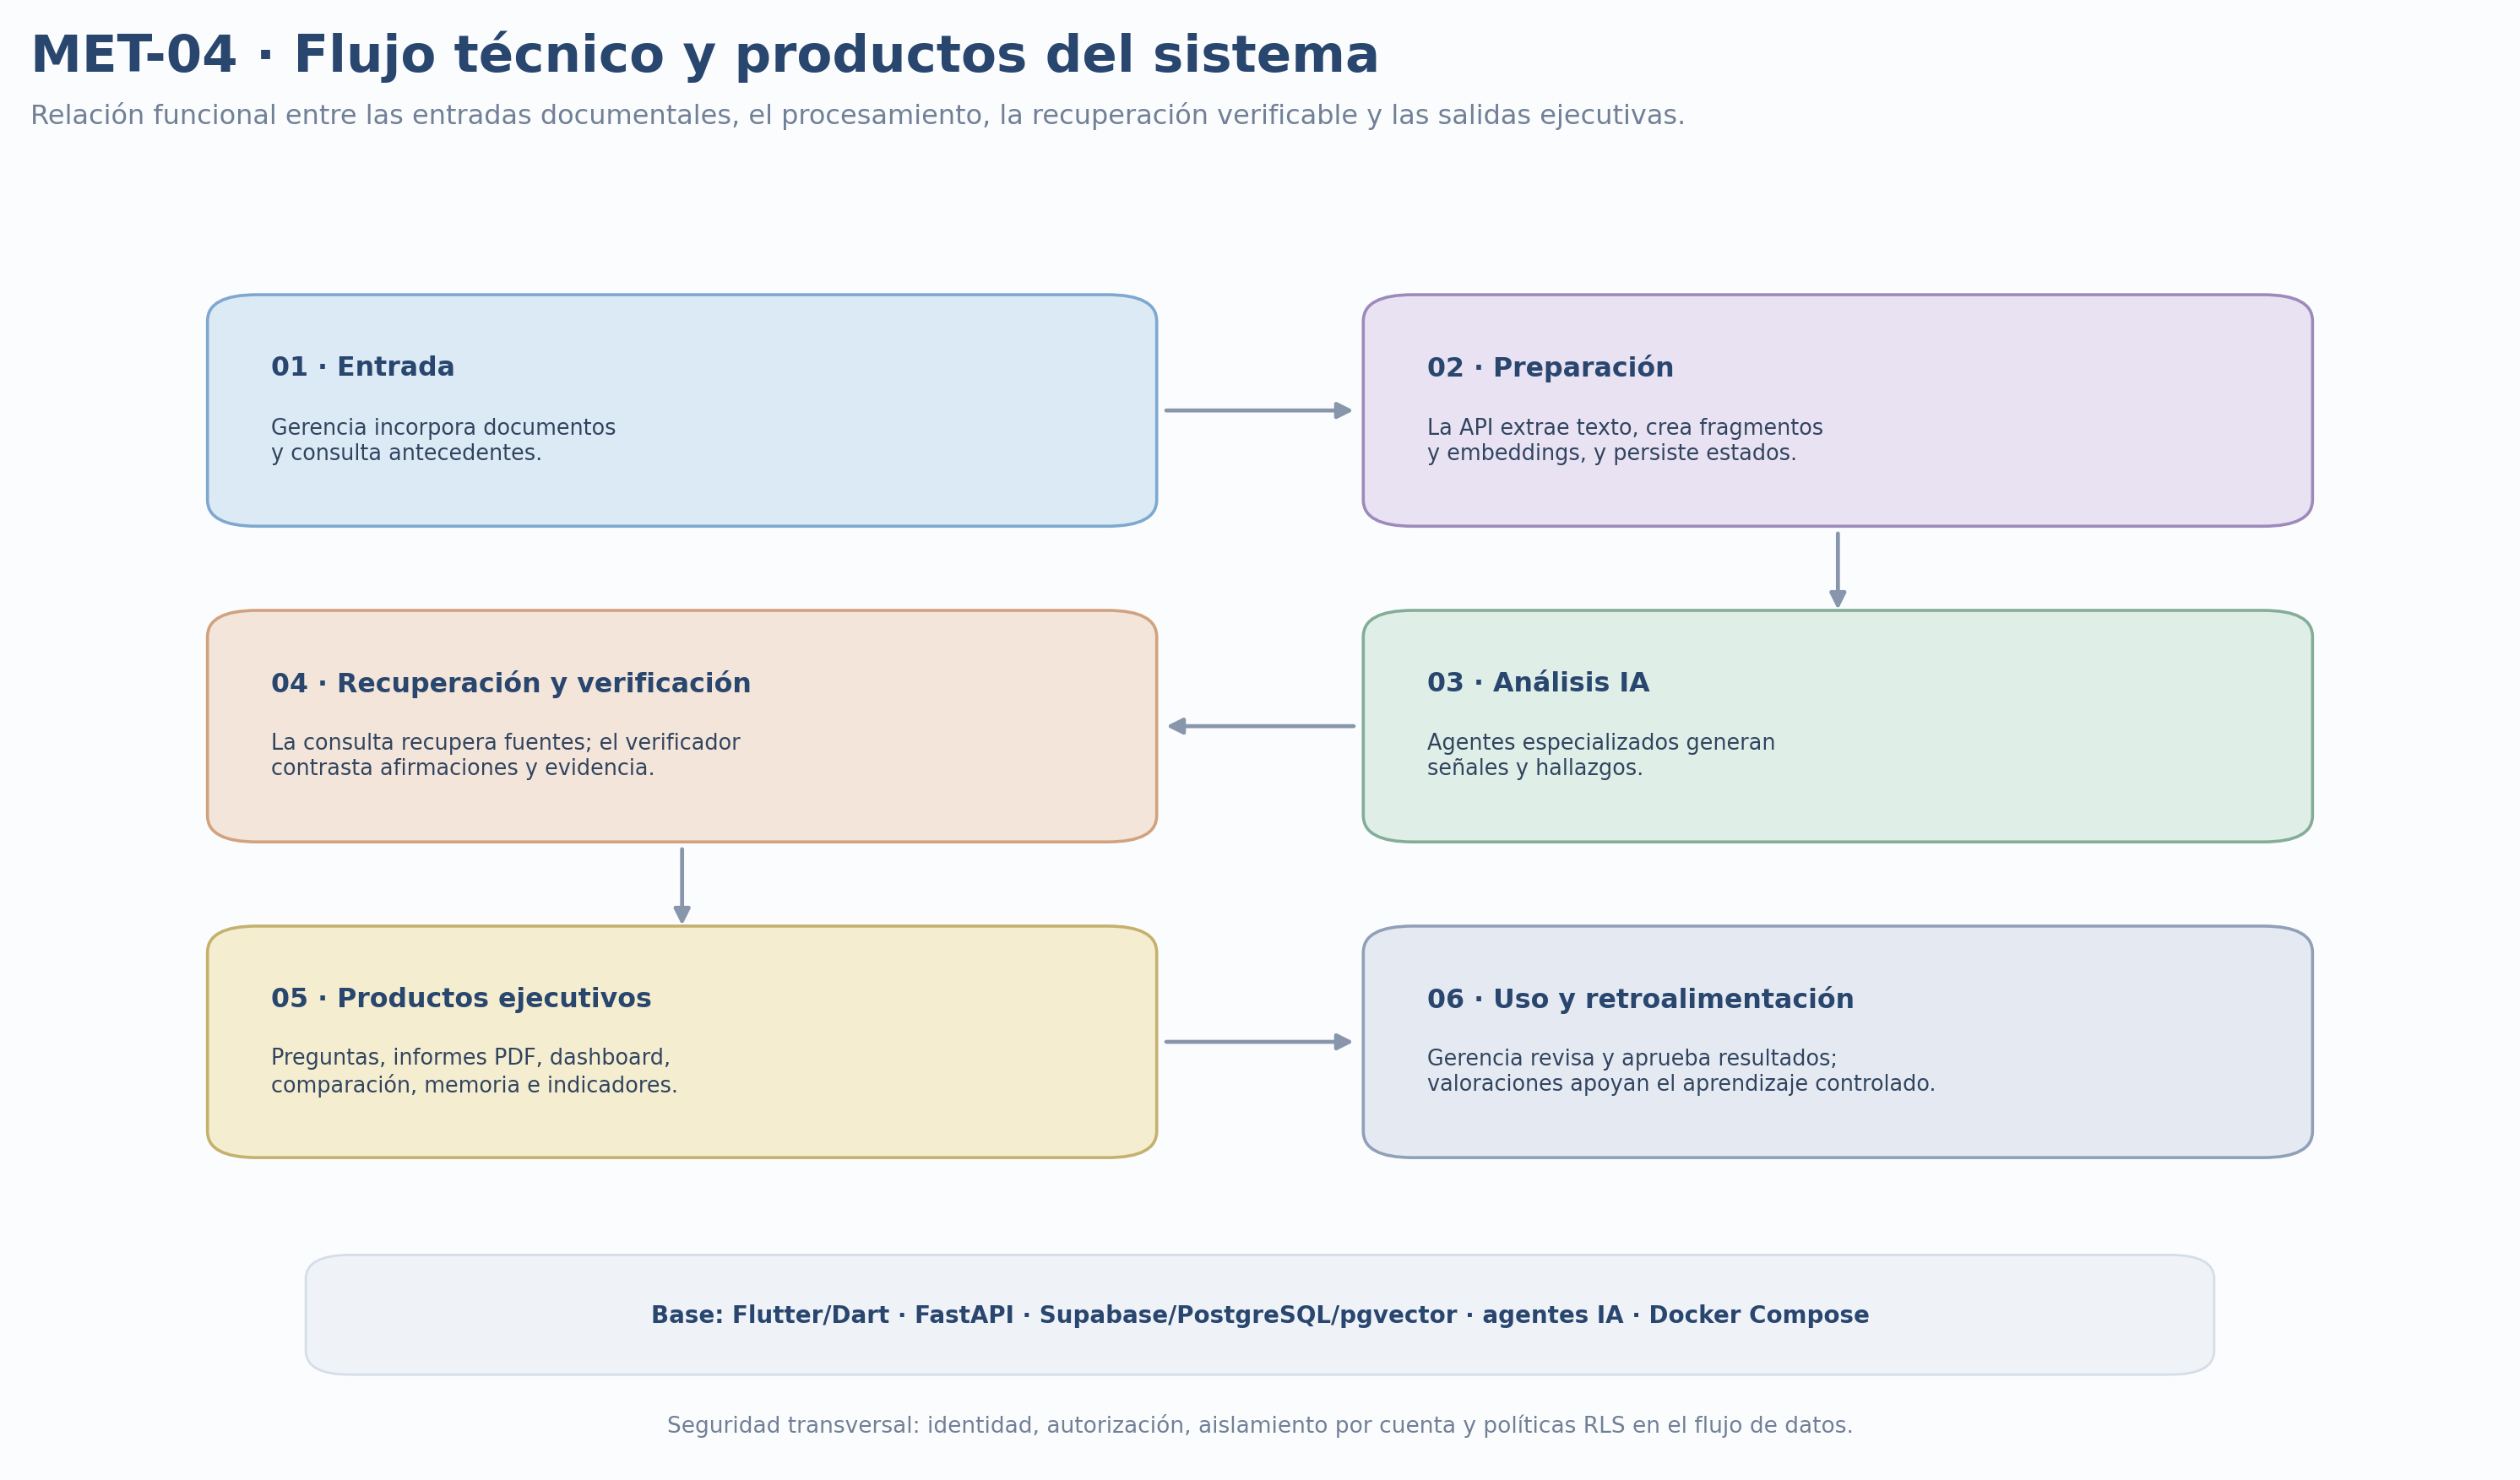 MET-04 · Flujo técnico y productos del sistema
Relación funcional entre las entradas documentales, el procesamiento, la recuperación verificable y las salidas ejecutivas.
01 · Entrada
Gerencia incorpora documentos
y consulta antecedentes.
02 · Preparación
La API extrae texto, crea fragmentos
y embeddings, y persiste estados.
03 · Análisis IA
Agentes especializados generan
señales y hallazgos.
04 · Recuperación y verificación
La consulta recupera fuentes; el verificador
contrasta afirmaciones y evidencia.
05 · Productos ejecutivos
Preguntas, informes PDF, dashboard,
comparación, memoria e indicadores.
06 · Uso y retroalimentación
Gerencia revisa y aprueba resultados;
valoraciones apoyan el aprendizaje controlado.
Base: Flutter/Dart · FastAPI · Supabase/PostgreSQL/pgvector · agentes IA · Docker Compose
Seguridad transversal: identidad, autorización, aislamiento por cuenta y políticas RLS en el flujo de datos.